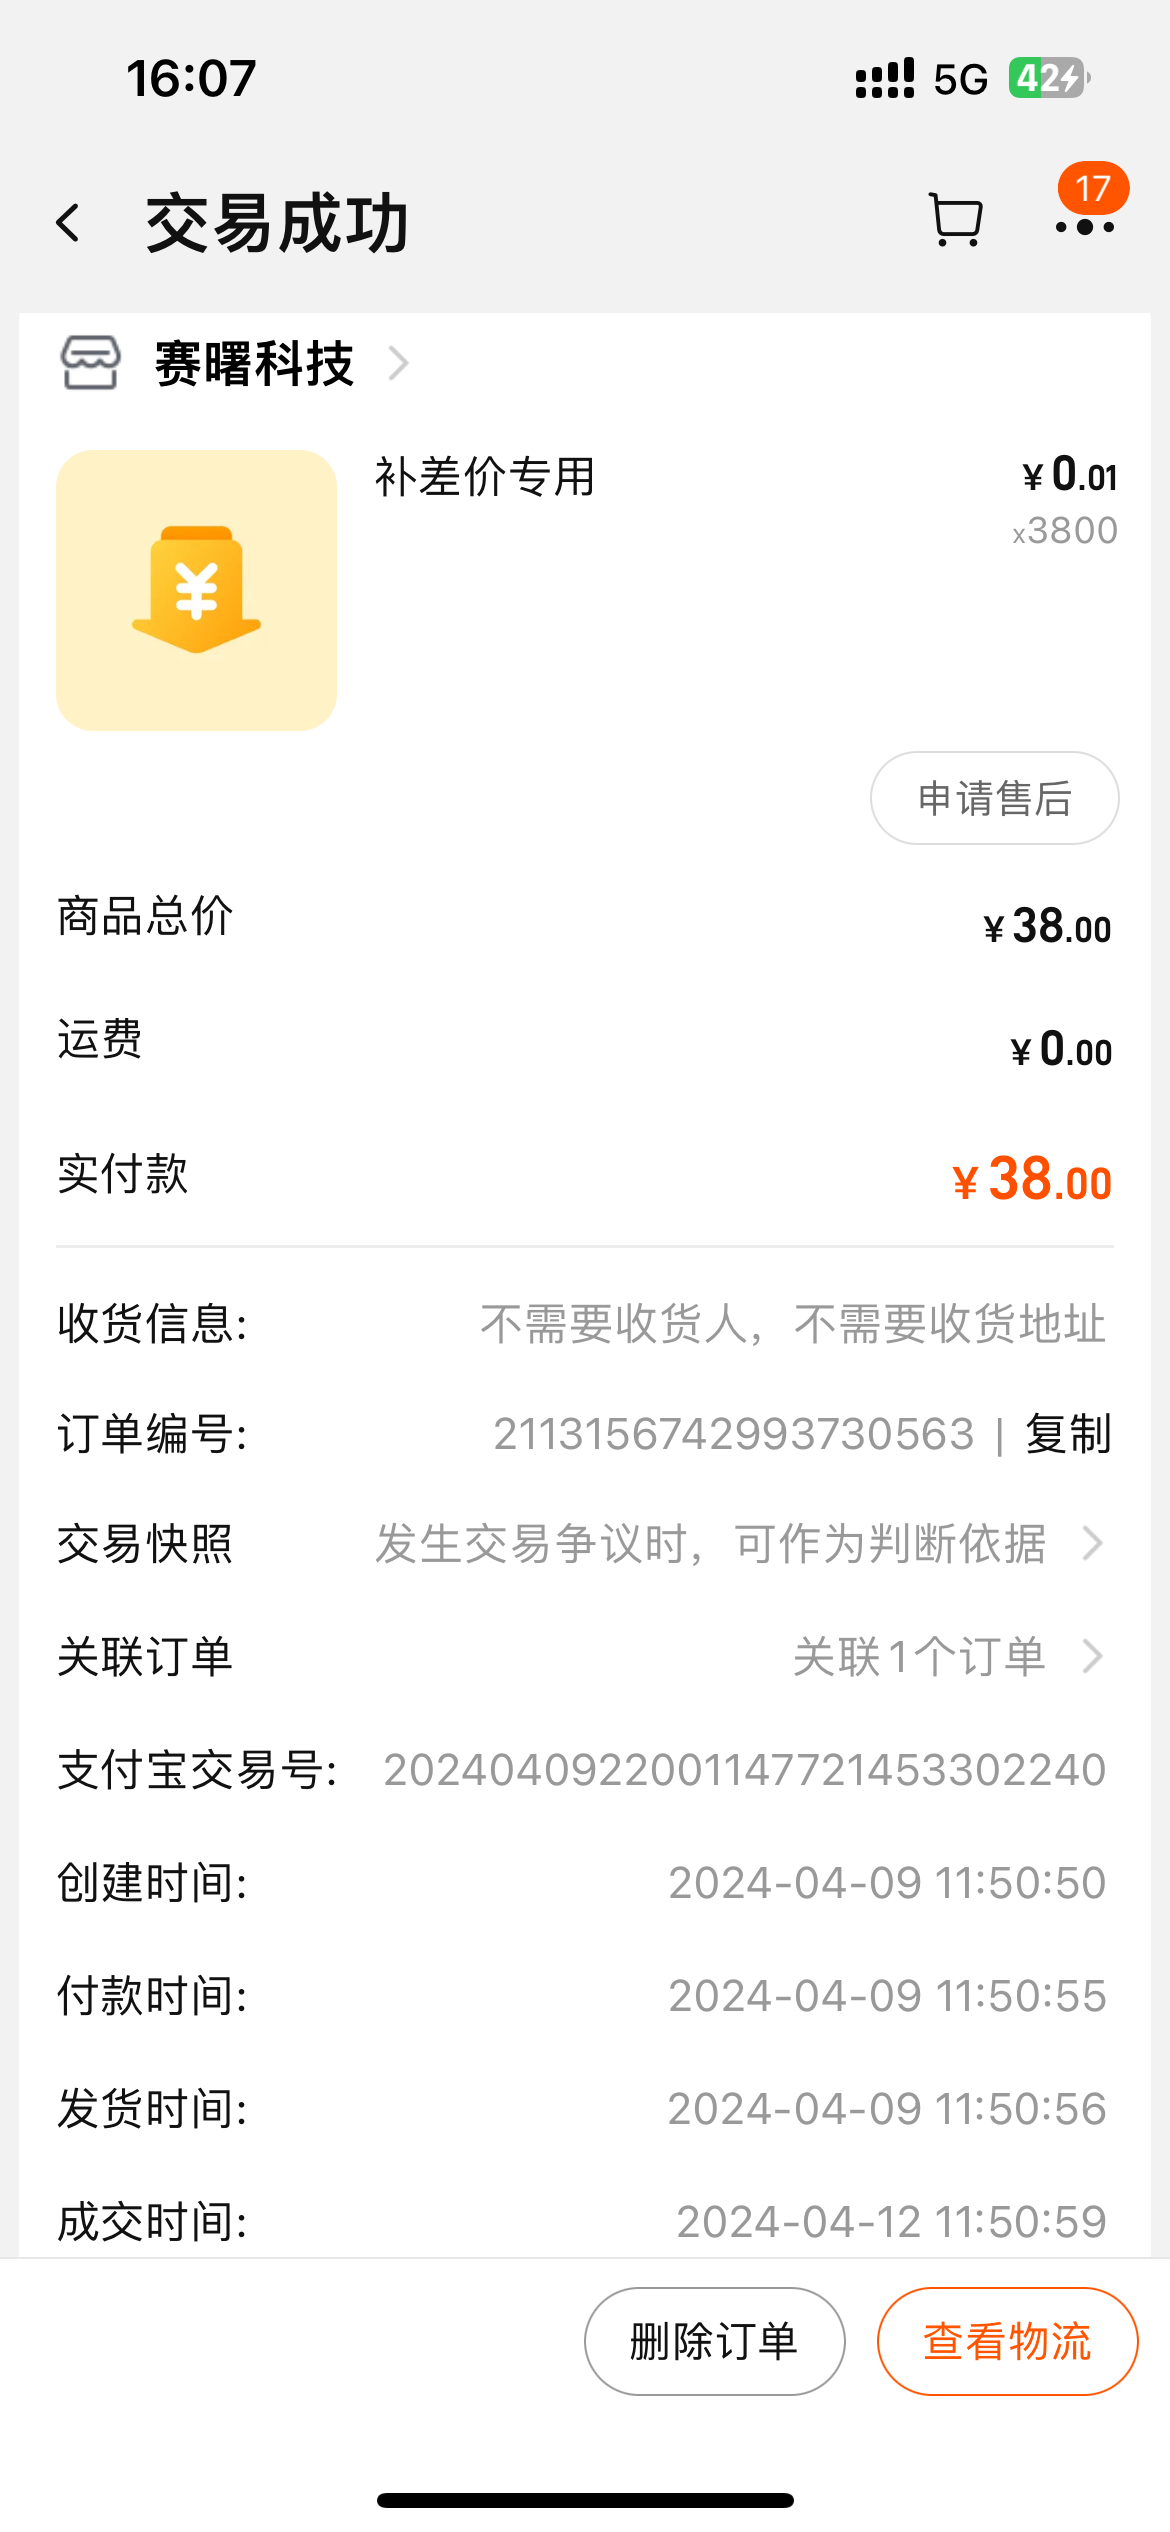 16:07
5G 42
交易成功
17
赛曙科技
补差价专用 ¥0.01
x3800
申请售后
商品总价 ¥38.00
运费 ¥0.00
实付款 ¥38.00
收货信息: 不需要收货人，不需要收货地址
订单编号: 2113156742993730563 | 复制
交易快照 发生交易争议时，可作为判断依据
关联订单 关联1个订单
支付宝交易号: 2024040922001147721453302240
创建时间: 2024-04-09 11:50:50
付款时间: 2024-04-09 11:50:55
发货时间: 2024-04-09 11:50:56
成交时间: 2024-04-12 11:50:59
删除订单 查看物流